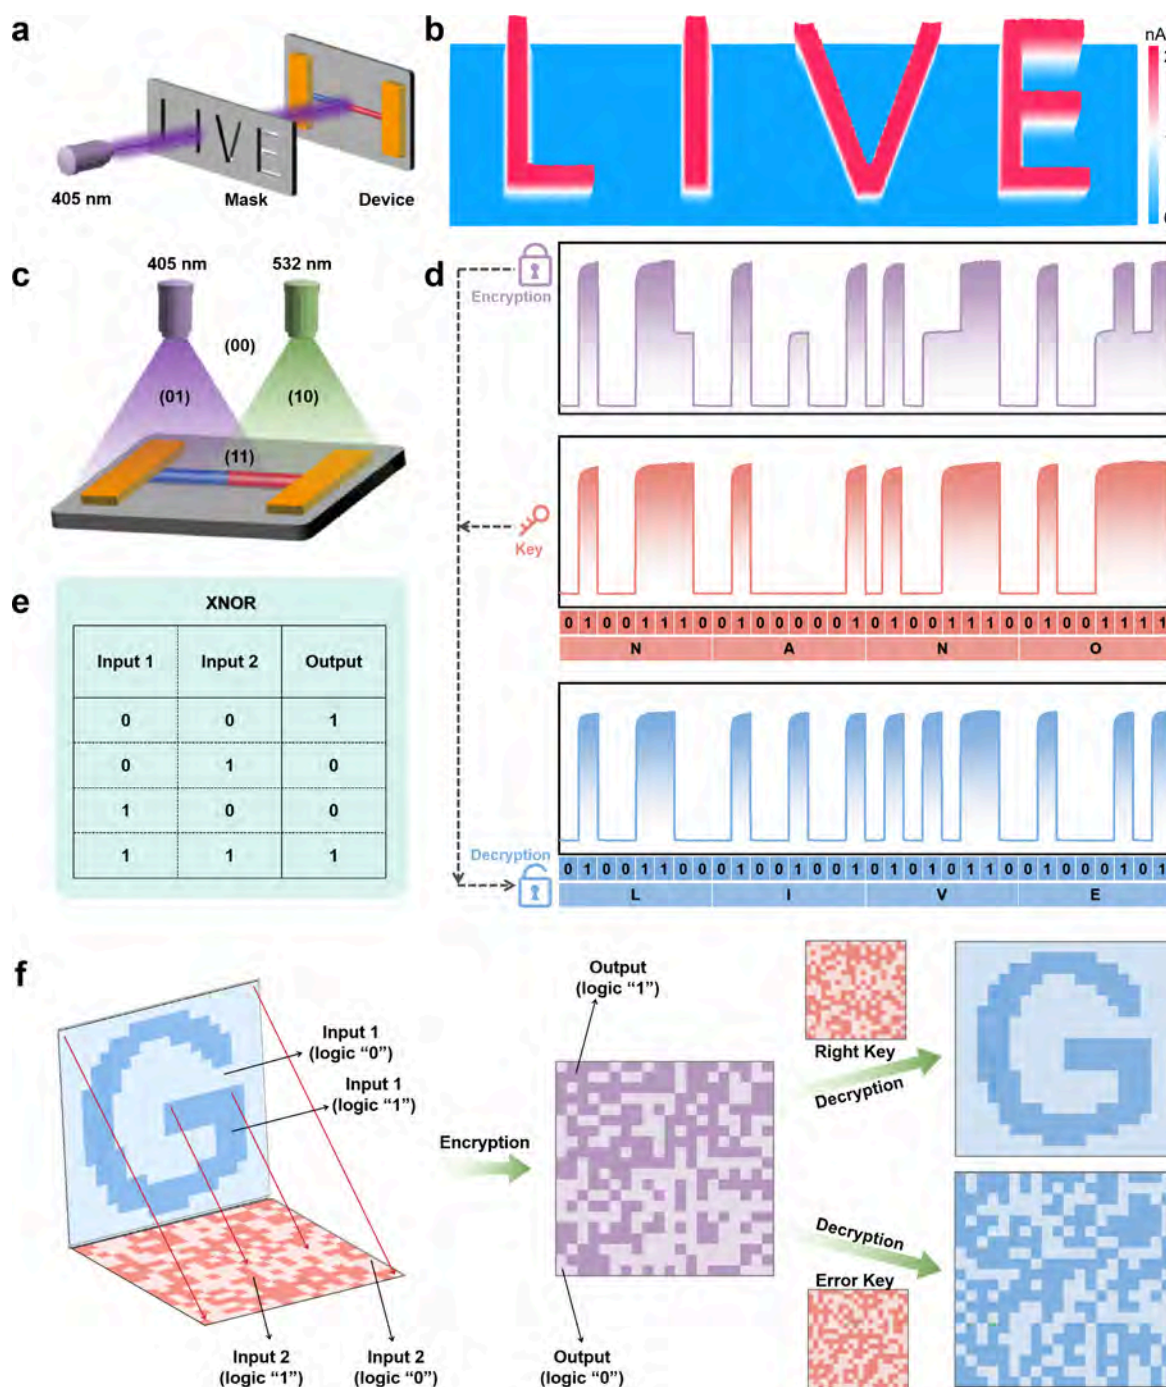 a
LIVE
405 nm
Mask
Device
b
LIVE
nA
2
0
c
405 nm
532 nm
(00)
(01)
(10)
(11)
d
Encryption
Key
0 1 0 0 1 1 1 0 0 1 0 0 0 0 0 1 0 1 0 0 1 1 1 0 0 1 0 0 1 1 1 1
N A N O
Decryption
0 1 0 0 1 1 0 0 0 1 0 0 1 0 0 1 0 1 0 1 0 1 1 0 0 1 0 0 0 1 0 1
L I V E
e
XNOR
Input 1 Input 2 Output
0 0 1
0 1 0
1 0 0
1 1 1
f
G
Input 1
(logic “0”)
Input 1
(logic “1”)
Input 2
(logic “1”)
Input 2
(logic “0”)
Encryption
Output
(logic “1”)
Output
(logic “0”)
Right Key
Decryption
G
Decryption
Error Key